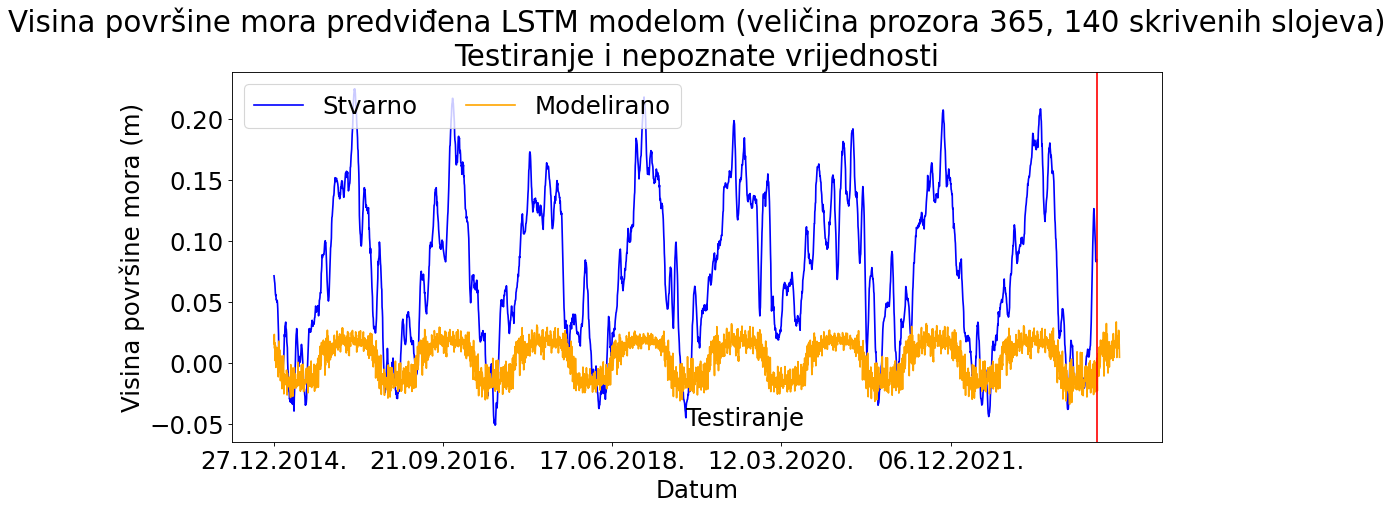 Visina površine mora predviđena LSTM modelom (veličina prozora 365, 140 skrivenih slojeva)
Testiranje i nepoznate vrijednosti
Stvarno Modelirano
Visina površine mora (m)
0.20
0.15
0.10
0.05
0.00
−0.05
Testiranje
27.12.2014. 21.09.2016. 17.06.2018. 12.03.2020. 06.12.2021.
Datum